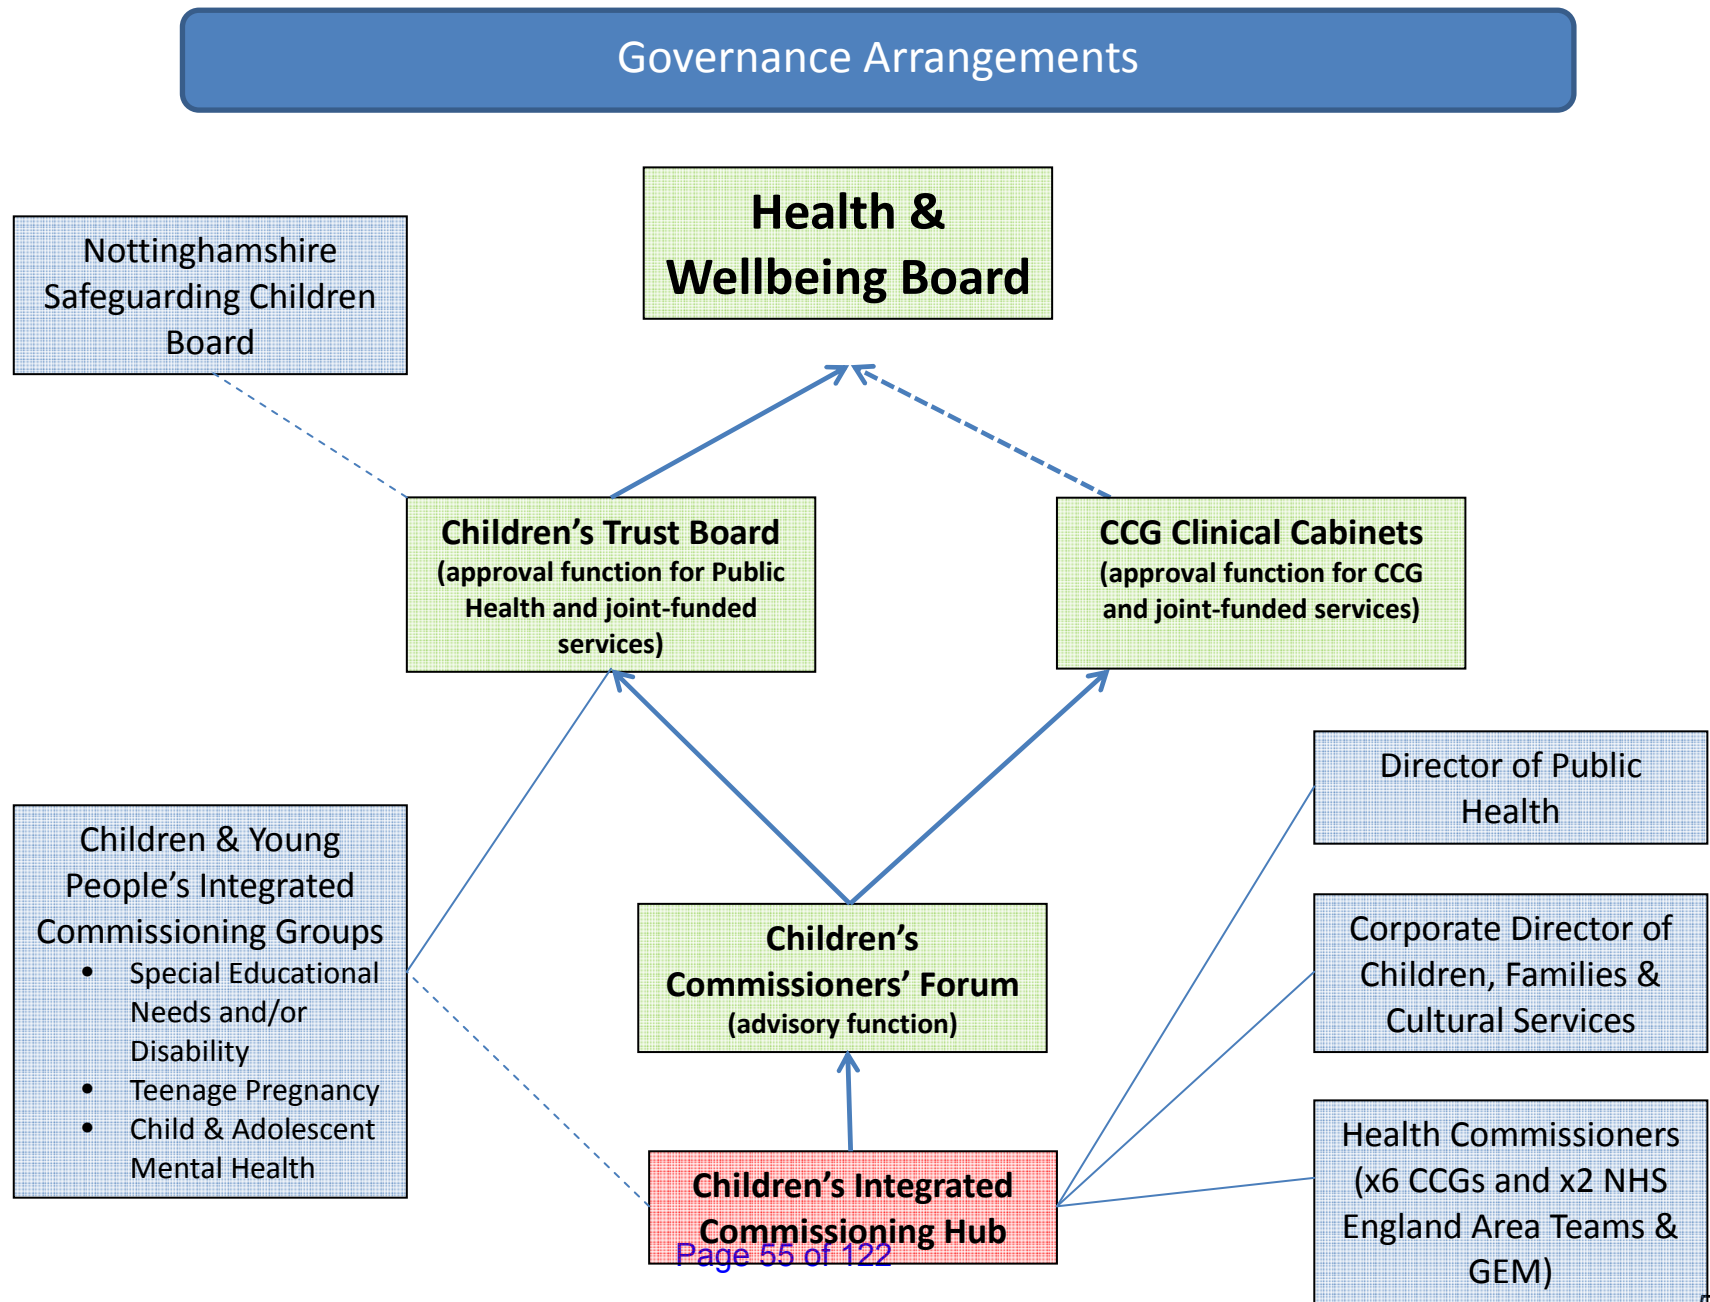 Governance Arrangements
Health &
Wellbeing Board
Nottinghamshire
Safeguarding Children
Board
Children’s Trust Board
(approval function for Public
Health and joint-funded
services)
CCG Clinical Cabinets
(approval function for CCG
and joint-funded services)
Director of Public
Health
Children & Young
People’s Integrated
Commissioning Groups
• Special Educational
Needs and/or
Disability
• Teenage Pregnancy
• Child & Adolescent
Mental Health
Children’s
Commissioners’ Forum
(advisory function)
Corporate Director of
Children, Families &
Cultural Services
Health Commissioners
(x6 CCGs and x2 NHS
England Area Teams &
GEM)
Children’s Integrated
Commissioning Hub
Page 55 of 122